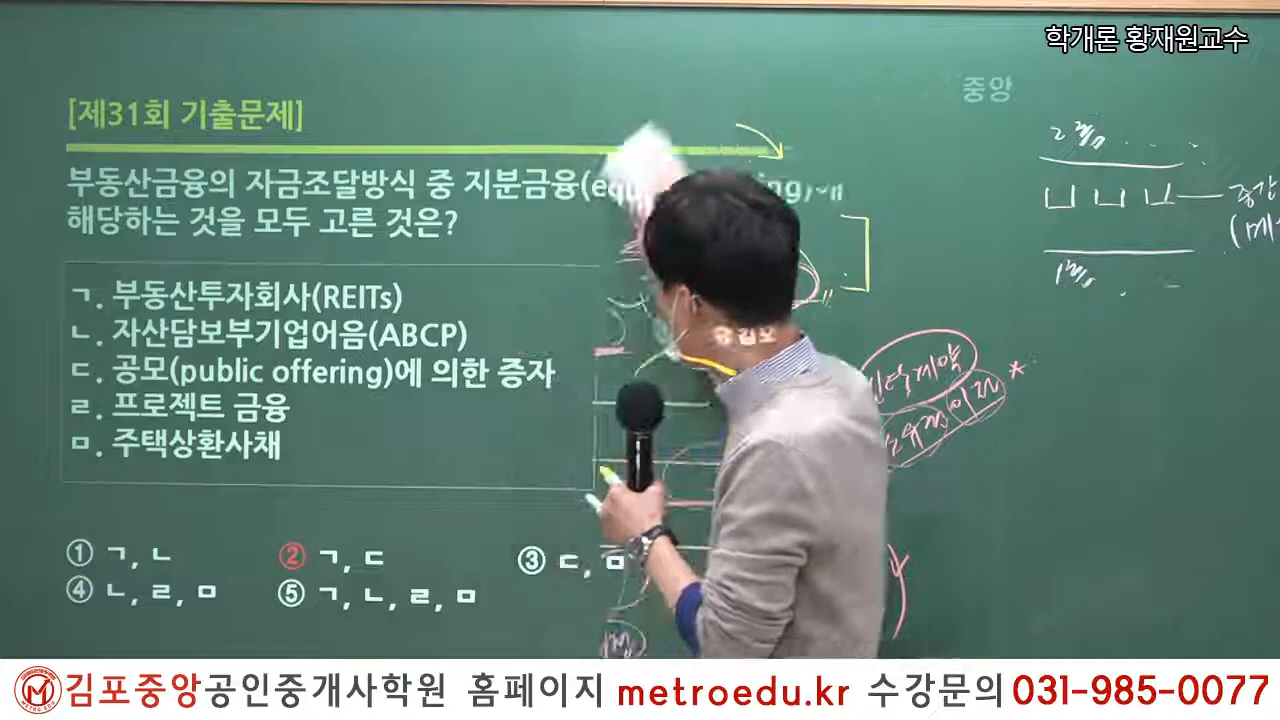 학개론 황재원교수
중앙
[제31회 기출문제]
부동산금융의 자금조달방식 중 지분금융(equ ing)에
해당하는 것을 모두 고른 것은?
ㄱ. 부동산투자회사(REITs)
ㄴ. 자산담보부기업어음(ABCP)
ㄷ. 공모(public offering)에 의한 증자
ㄹ. 프로젝트 금융
ㅁ. 주택상환사채
① ㄱ, ㄴ
② ㄱ, ㄷ
③ ㄷ, ㅁ
④ ㄴ, ㄹ, ㅁ
⑤ ㄱ, ㄴ, ㄹ, ㅁ
김포중앙공인중개사학원 홈페이지 metroedu.kr 수강문의 031-985-0077